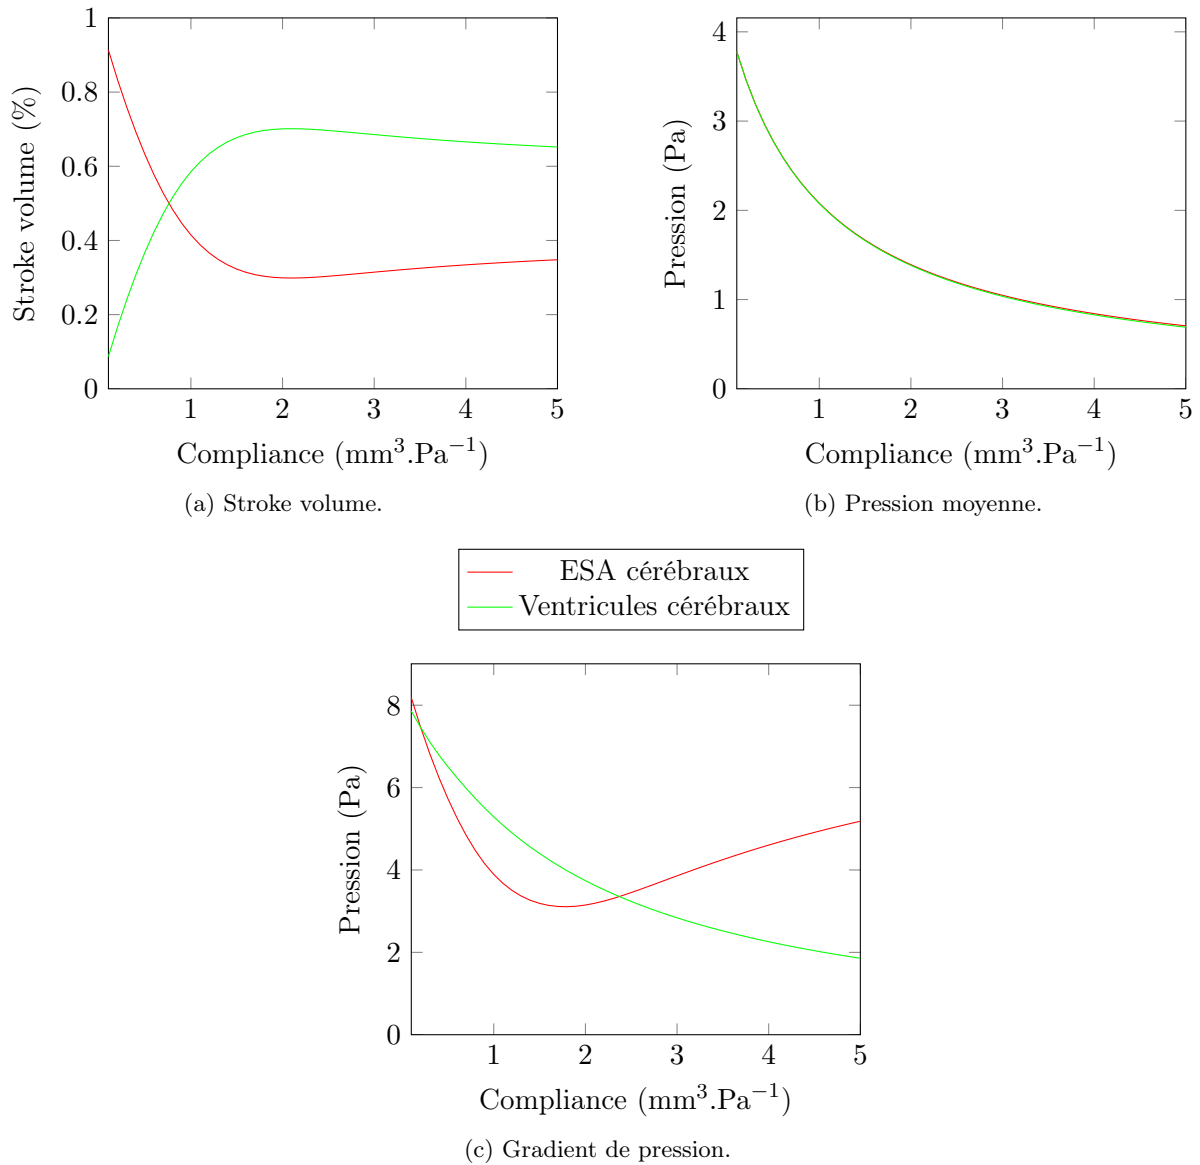 1
0.8
0.6
0.4
0.2
0
Stroke volume (%)
1 2 3 4 5
Compliance (mm³.Pa⁻¹)
(a) Stroke volume.
4
3
2
1
0
Pression (Pa)
1 2 3 4 5
Compliance (mm³.Pa⁻¹)
(b) Pression moyenne.
ESA cérébraux
Ventricules cérébraux
8
6
4
2
0
Pression (Pa)
1 2 3 4 5
Compliance (mm³.Pa⁻¹)
(c) Gradient de pression.